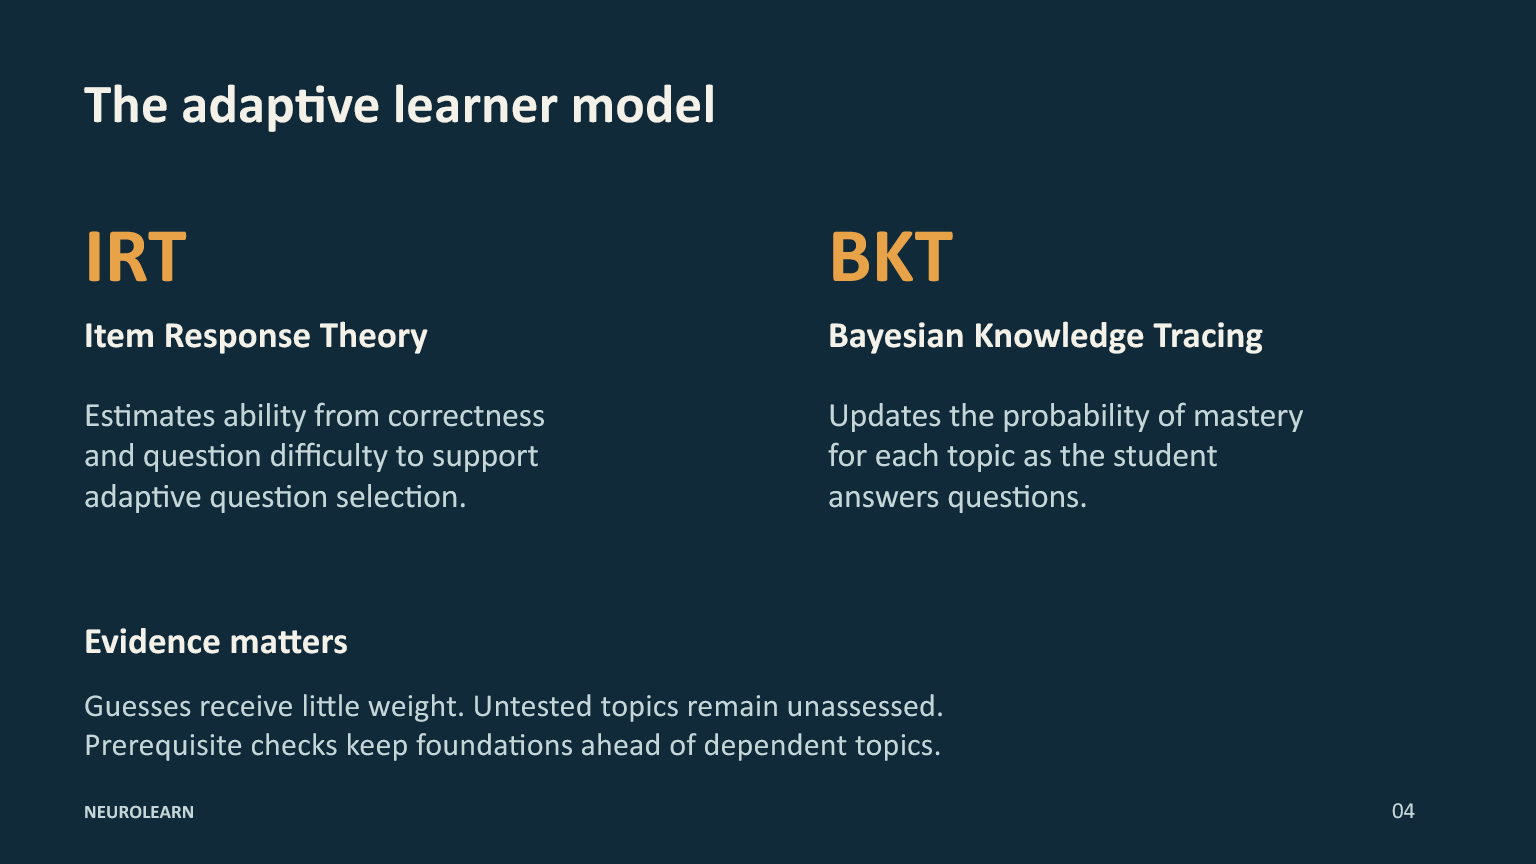 The adaptive learner model
IRT
Item Response Theory
Estimates ability from correctness
and question difficulty to support
adaptive question selection.
BKT
Bayesian Knowledge Tracing
Updates the probability of mastery
for each topic as the student
answers questions.
Evidence matters
Guesses receive little weight. Untested topics remain unassessed.
Prerequisite checks keep foundations ahead of dependent topics.
NEUROLEARN
04